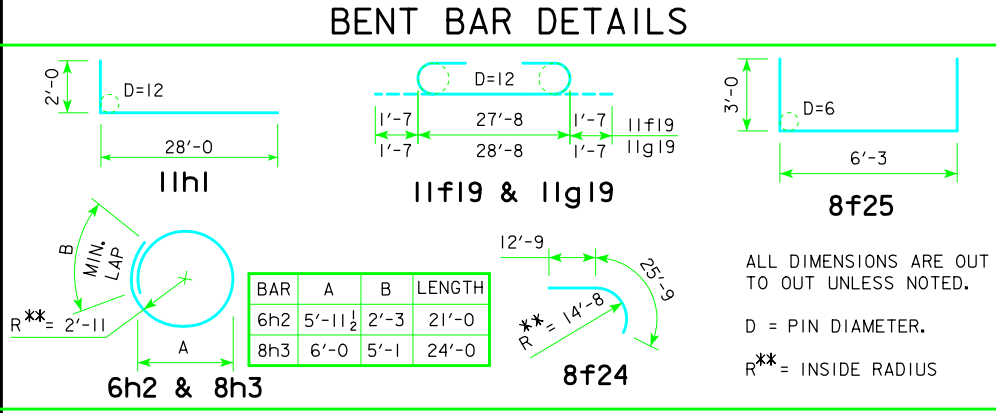 BENT BAR DETAILS
2'-0
D=12
28'-0
11h1
D=12
1'-7 27'-8 1'-7 11f19
1'-7 28'-8 1'-7 11g19
11f19 & 11g19
3'-0
D=6
6'-3
8f25
B
MIN.
LAP
R**= 2'-11
A
6h2 & 8h3
BAR A B LENGTH
6h2 5'-11½ 2'-3 21'-0
8h3 6'-0 5'-1 24'-0
12'-9
25'-9
R**= 14'-8
8f24
ALL DIMENSIONS ARE OUT
TO OUT UNLESS NOTED.
D = PIN DIAMETER.
R**= INSIDE RADIUS